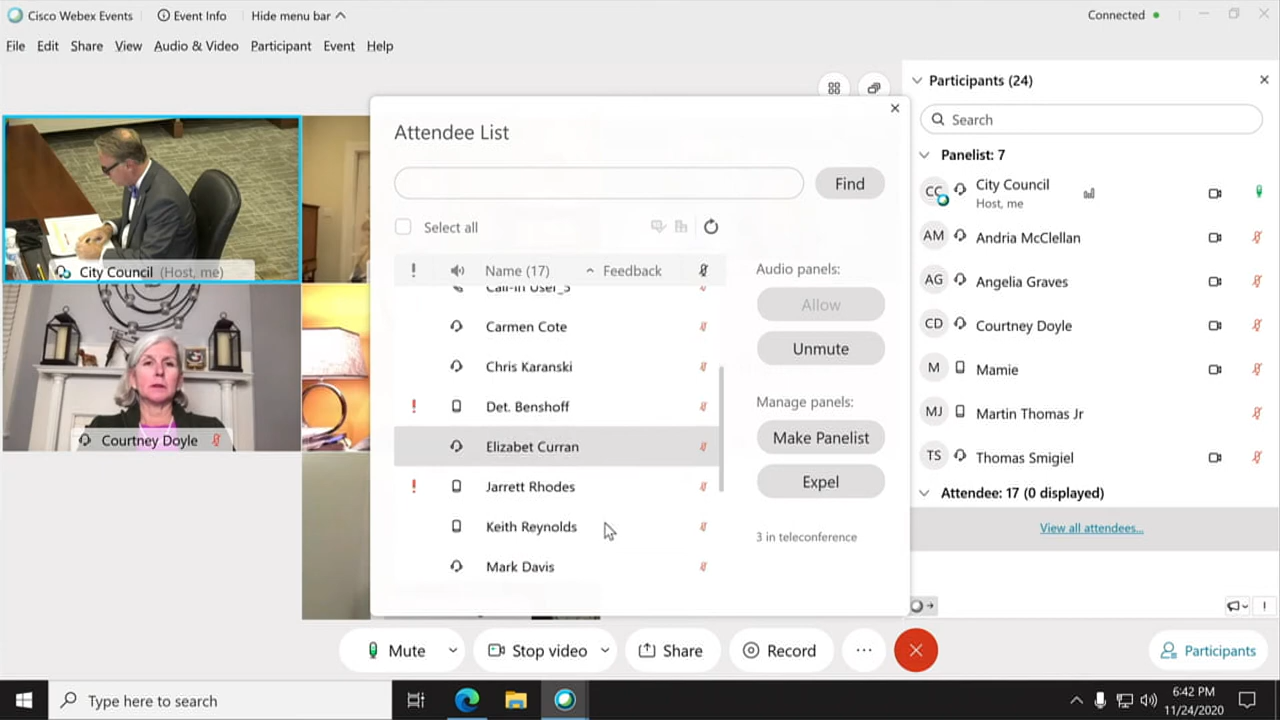 Cisco Webex Events
Event Info
Hide menu bar
Connected
File Edit Share View Audio & Video Participant Event Help
Participants (24)
Search
Panelist: 7
CC City Council
Host, me
AM Andria McClellan
AG Angelia Graves
CD Courtney Doyle
M Mamie
MJ Martin Thomas Jr
TS Thomas Smigiel
Attendee: 17 (0 displayed)
View all attendees...
City Council (Host, me)
Courtney Doyle
Attendee List
Find
Select all
! Name (17) Feedback
Call-in User_5
Carmen Cote
Chris Karanski
! Det. Benshoff
Elizabet Curran
! Jarrett Rhodes
Keith Reynolds
Mark Davis
Audio panels:
Allow
Unmute
Manage panels:
Make Panelist
Expel
3 in teleconference
Mute
Stop video
Share
Record
...
Participants
Type here to search
6:42 PM
11/24/2020